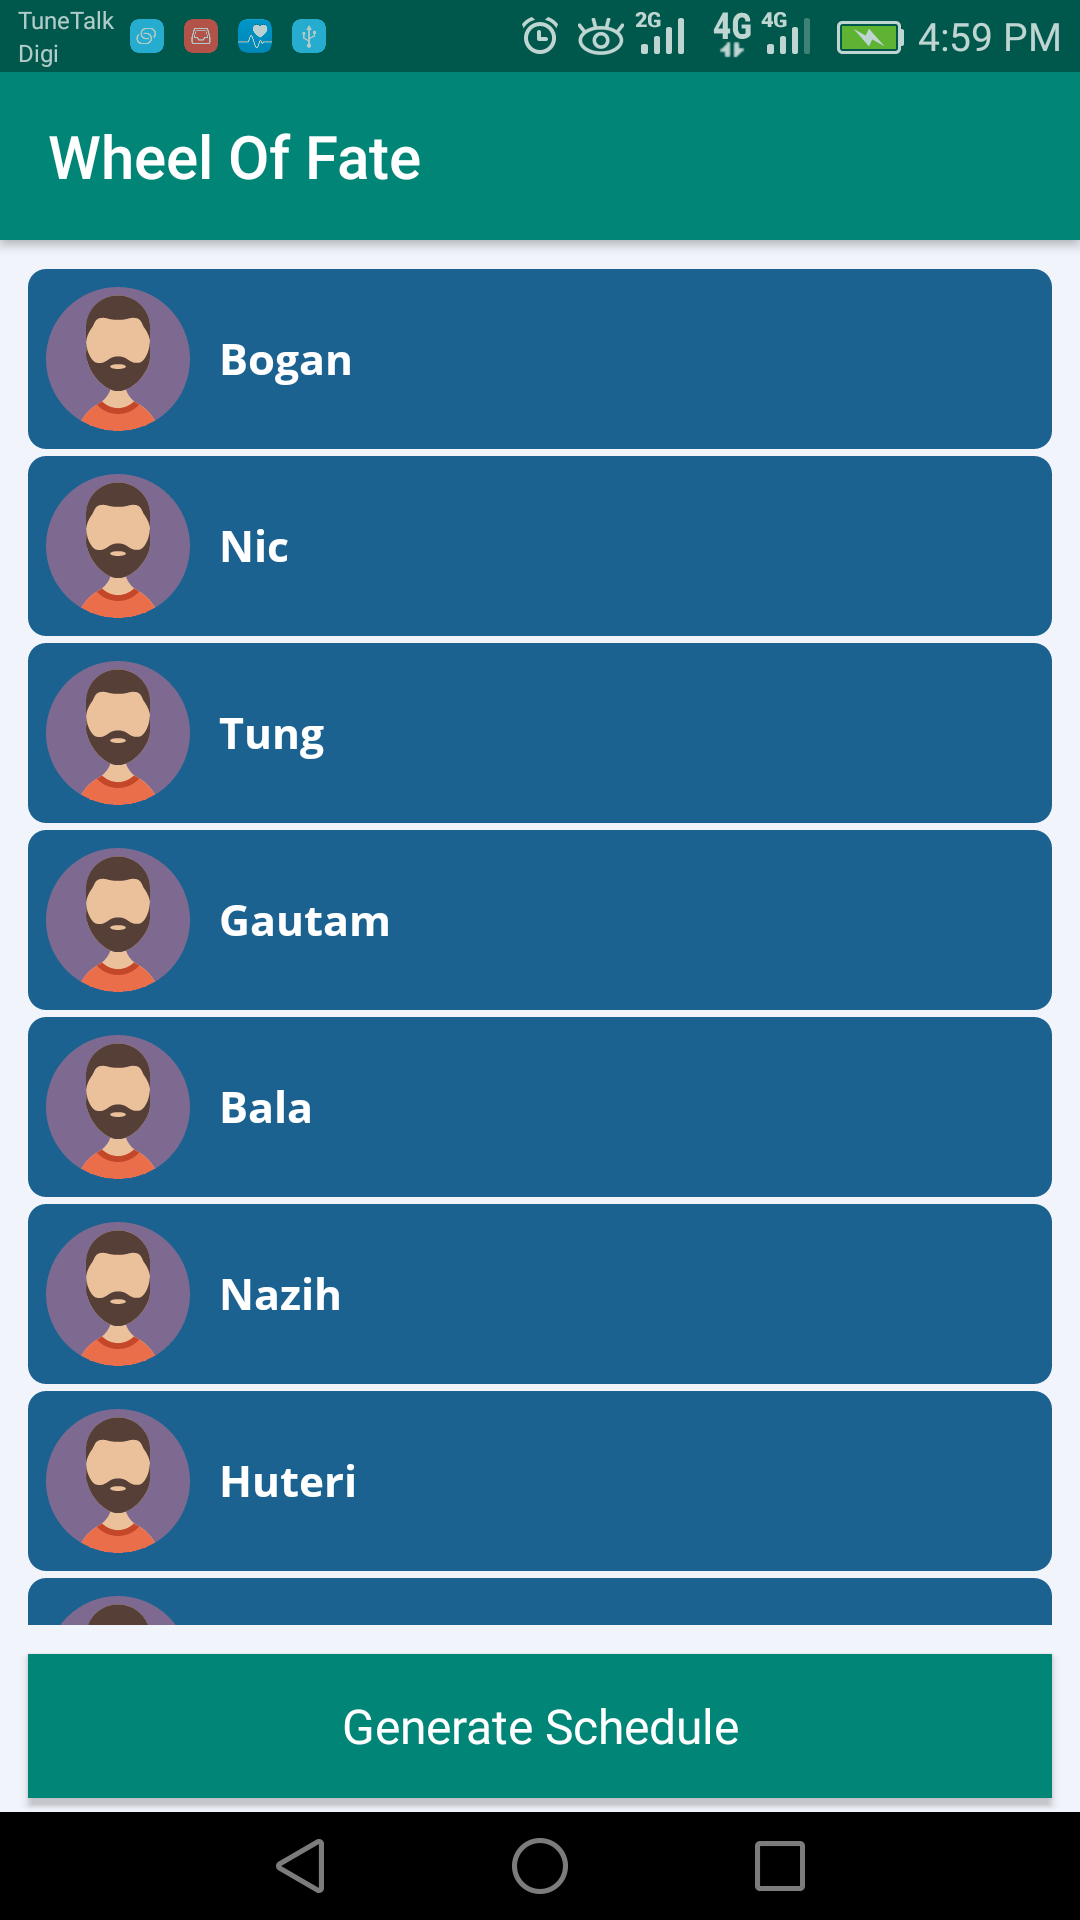 TuneTalk
Digi
2G
4G
4G
4:59 PM
Wheel Of Fate
Bogan
Nic
Tung
Gautam
Bala
Nazih
Huteri
Generate Schedule